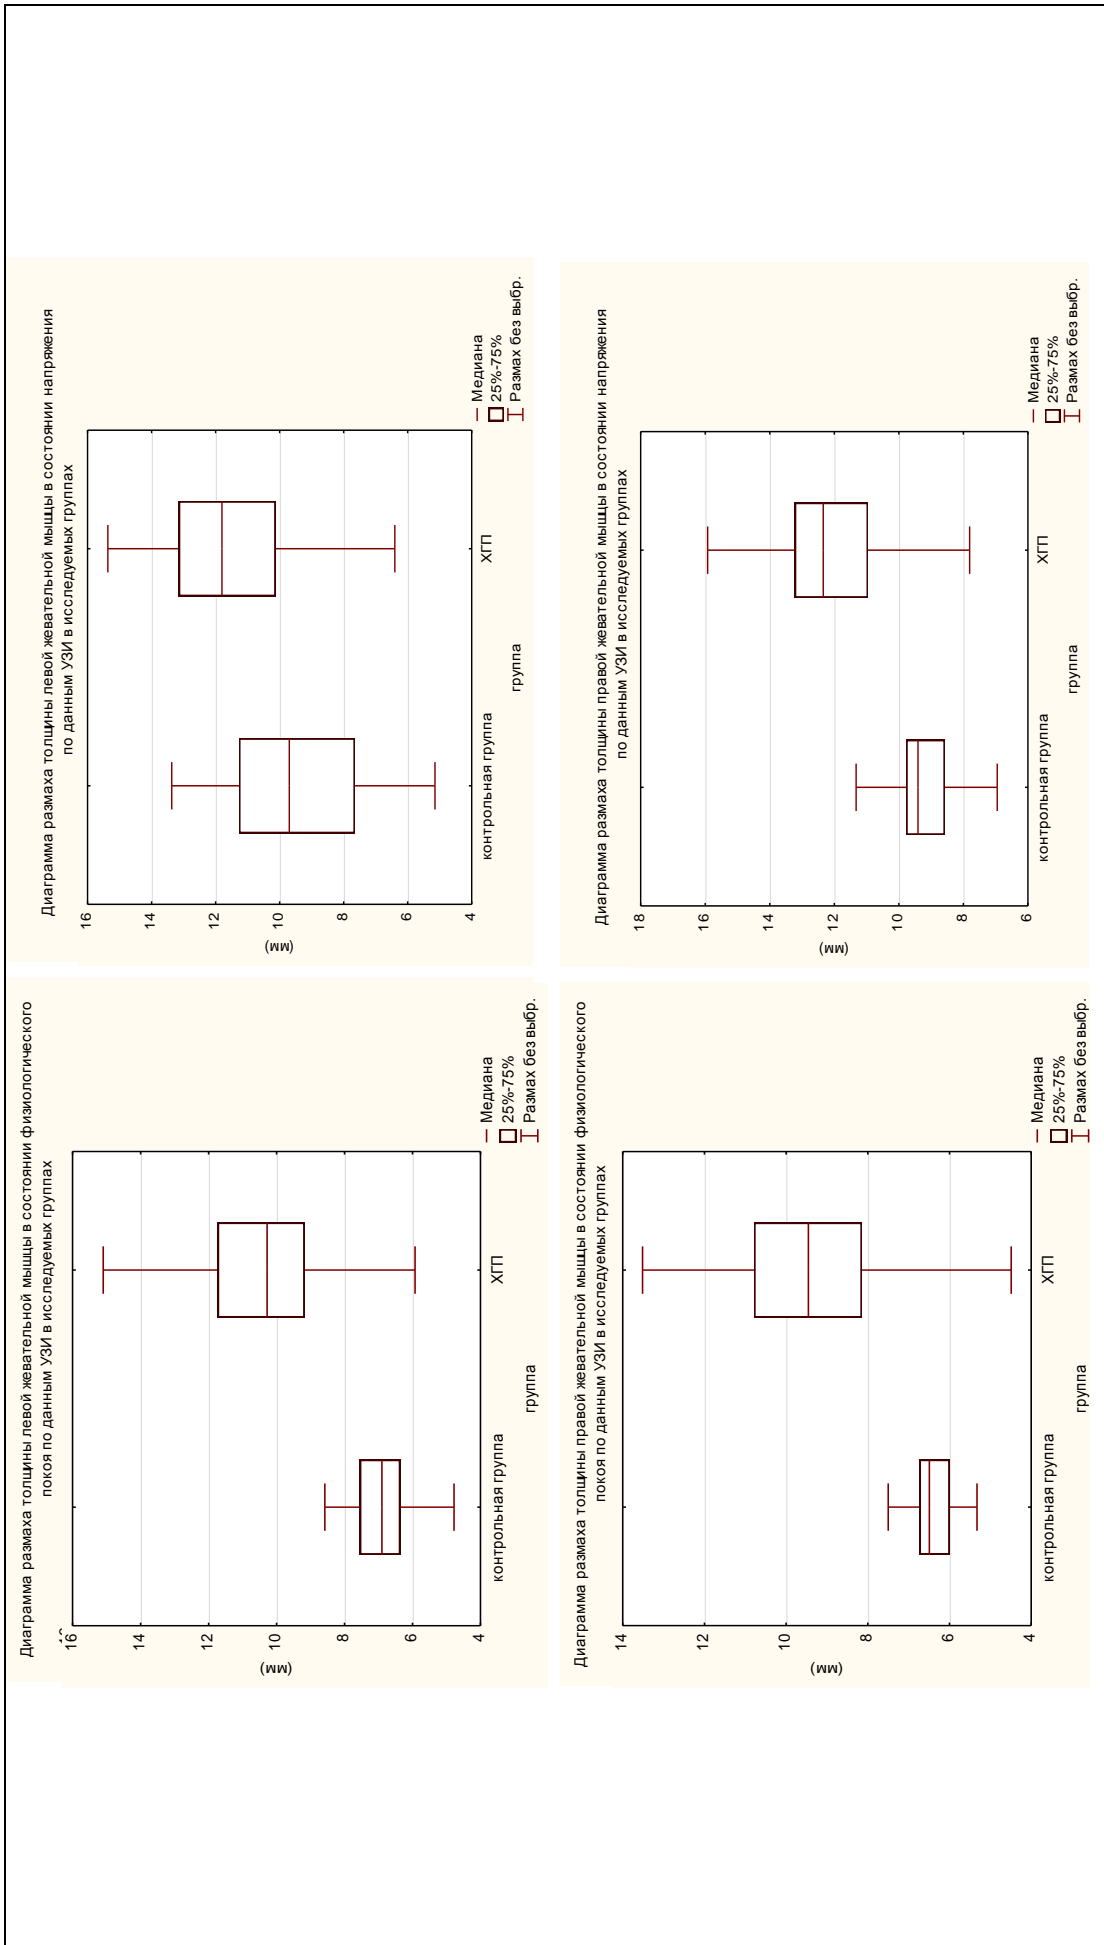 Диаграмма размаха толщины левой жевательной мышцы в состоянии физиологического
покоя по данным УЗИ в исследуемых группах
16
14
12
10
8
6
4
(мм)
контрольная группа
ХГП
группа
Медиана
25%-75%
Размах без выбр.
Диаграмма размаха толщины левой жевательной мышцы в состоянии напряжения
по данным УЗИ в исследуемых группах
16
14
12
10
8
6
4
(мм)
контрольная группа
ХГП
группа
Медиана
25%-75%
Размах без выбр.
Диаграмма размаха толщины правой жевательной мышцы в состоянии физиологического
покоя по данным УЗИ в исследуемых группах
14
12
10
8
6
4
(мм)
контрольная группа
ХГП
группа
Медиана
25%-75%
Размах без выбр.
Диаграмма размаха толщины правой жевательной мышцы в состоянии напряжения
по данным УЗИ в исследуемых группах
18
16
14
12
10
8
6
(мм)
контрольная группа
ХГП
группа
Медиана
25%-75%
Размах без выбр.